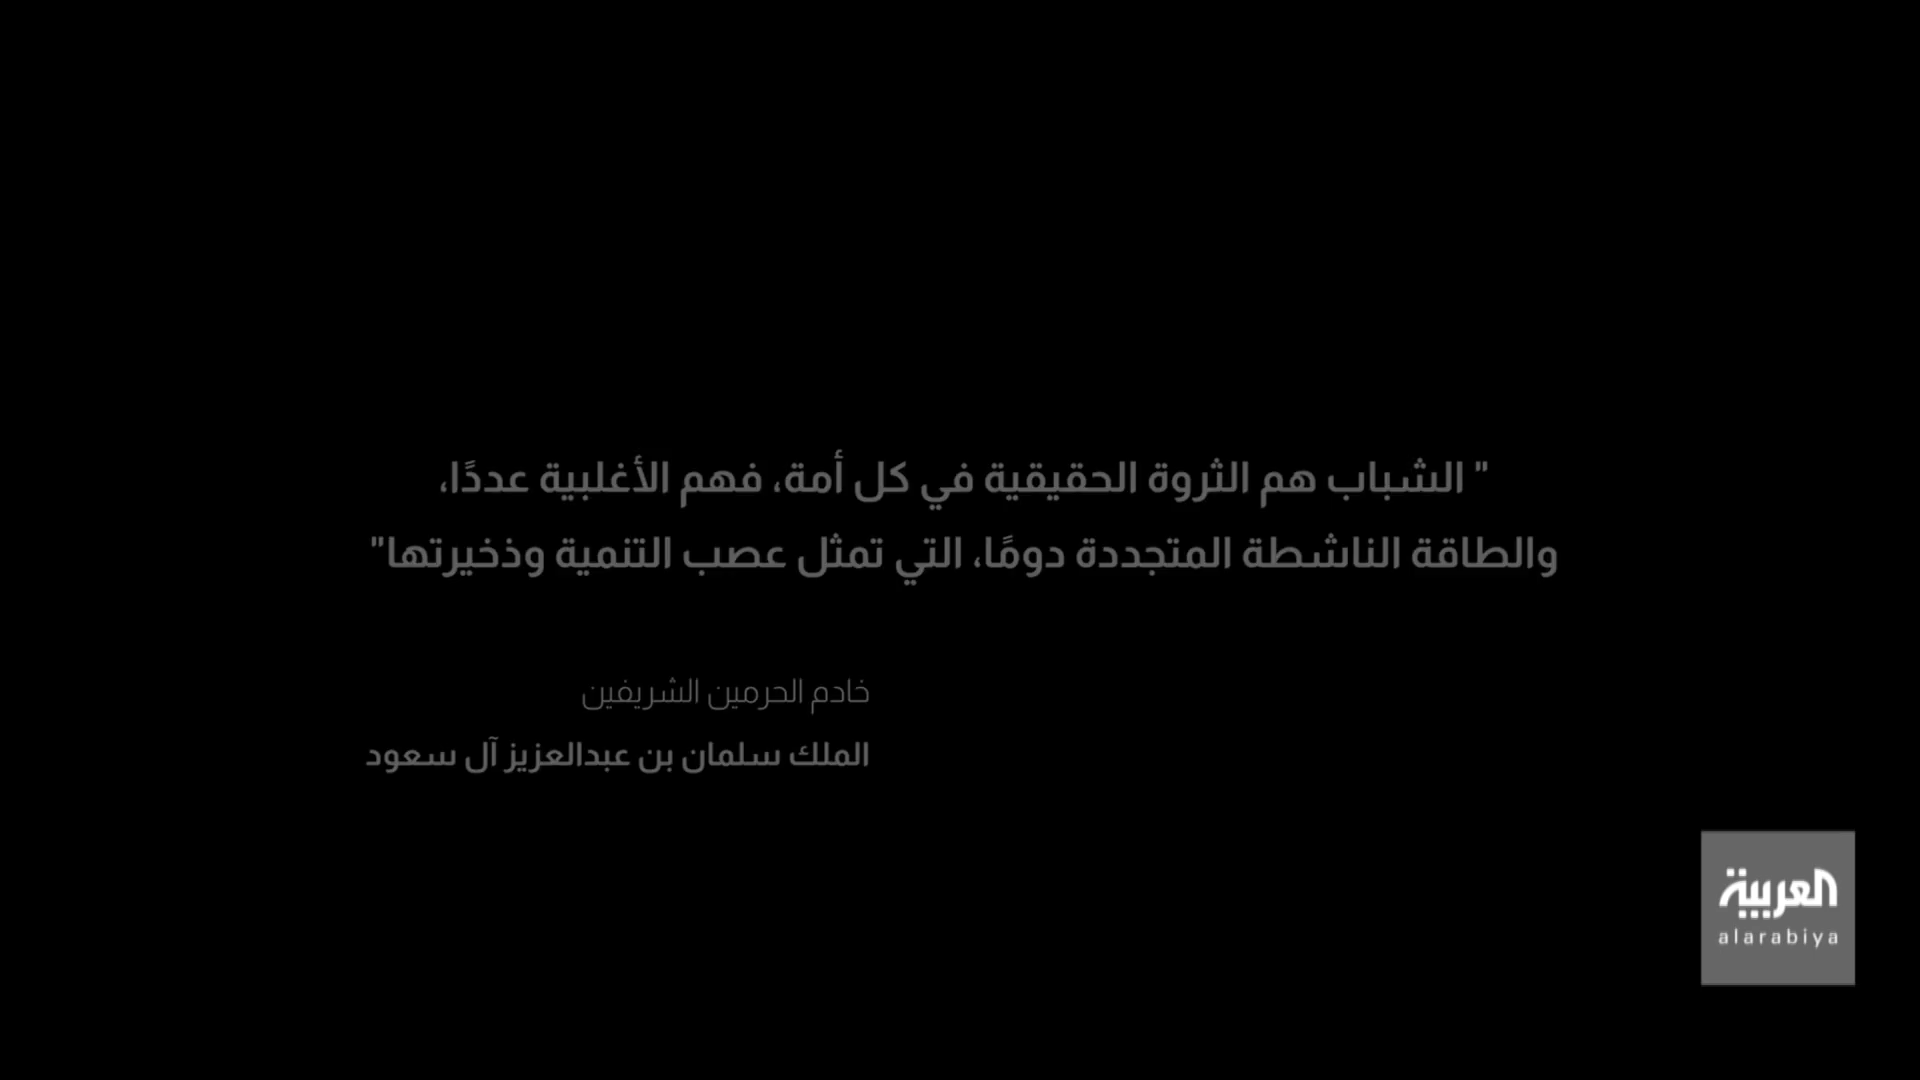 " الشباب هم الثروة الحقيقية في كل أمة، فهم الأغلبية عددًا،
والطاقة الناشطة المتجددة دومًا، التي تمثل عصب التنمية وذخيرتها"
خادم الحرمين الشريفين
الملك سلمان بن عبدالعزيز آل سعود
العربية
alarabiya